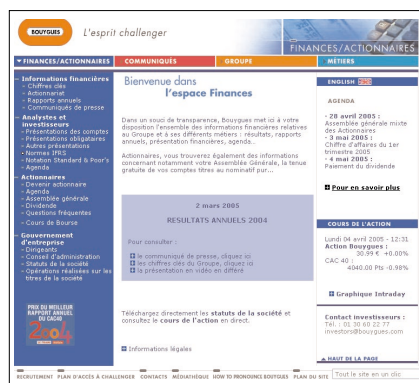 BOUYGUES
L'esprit challenger
FINANCES/ACTIONNAIRES
FINANCES/ACTIONNAIRES
COMMUNIQUÉS
GROUPE
MÉTIERS
Informations financières
- Chiffres clés
- Actionnariat
- Rapports annuels
- Communiqués de presse
Analystes et
investisseurs
- Présentations des comptes
- Présentations obligataires
- Autres présentations
- Normes IFRS
- Notation Standard & Poor's
- Agenda
Actionnaires
- Devenir actionnaire
- Agenda
- Assemblée générale
- Dividende
- Questions fréquentes
- Cours de Bourse
Gouvernement
d'entreprise
- Dirigeants
- Conseil d'administration
- Statuts de la société
- Opérations réalisées sur les
titres de la société
PRIX DU MEILLEUR
RAPPORT ANNUEL
DU CAC40
2004
Bienvenue dans
l'espace Finances
Dans un souci de transparence, Bouygues met ici à votre
disposition l'ensemble des informations financières relatives
au Groupe et à ses différents métiers : résultats, rapports
annuels, présentation financières, agenda...
Actionnaires, vous trouverez également des informations
concernant notamment votre Assemblée Générale, la tenue
gratuite de vos comptes titres au nominatif pur...
2 mars 2005
RESULTATS ANNUELS 2004
Pour consulter :
le communiqué de presse, cliquez ici
les chiffres clés du Groupe, cliquez ici
la présentation en vidéo en différé
Téléchargez directement les statuts de la société et
consultez le cours de l'action en direct.
Informations légales
ENGLISH
AGENDA
- 28 avril 2005 :
Assemblée générale mixte
des Actionnaires
- 3 mai 2005 :
Chiffre d'affaires du 1er
trimestre 2005
- 4 mai 2005 :
Paiement du dividende
Pour en savoir plus
COURS DE L'ACTION
Lundi 04 avril 2005 - 12:31
Action Bouygues :
30.99 € +0.00%
CAC 40 :
4040.00 Pts -0.98%
Graphique Intraday
Contact investisseurs :
Tél. : 01 30 60 22 77
investors@bouygues.com
HAUT DE LA PAGE
RECRUTEMENT PLAN D'ACCÈS À CHALLENGER CONTACTS MÉDIATHÈQUE HOW TO PRONOUNCE BOUYGUES PLAN DU SITE Tout le site en un clic